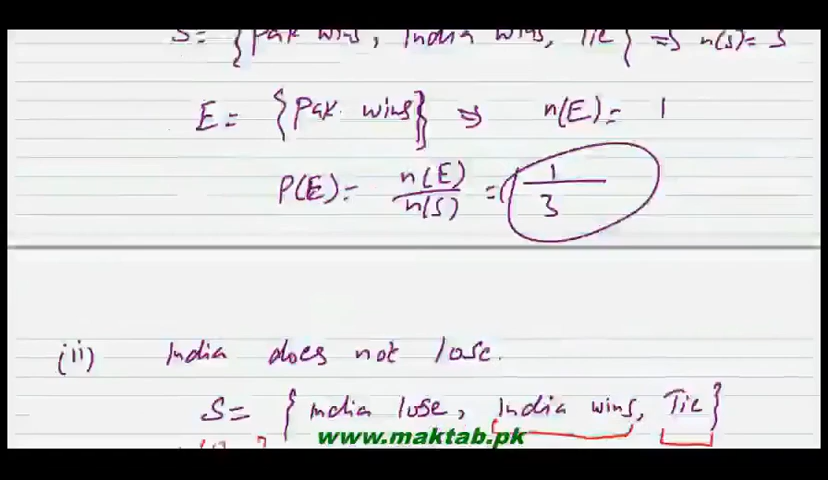 S= {Pak wins, India wins, Tie} => n(S)= 3
E= {Pak wins} => n(E)= 1
P(E)= n(E)/n(S) = 1/3
(ii) India does not lose.
S= {India lose, India wins, Tie}
www.maktab.pk